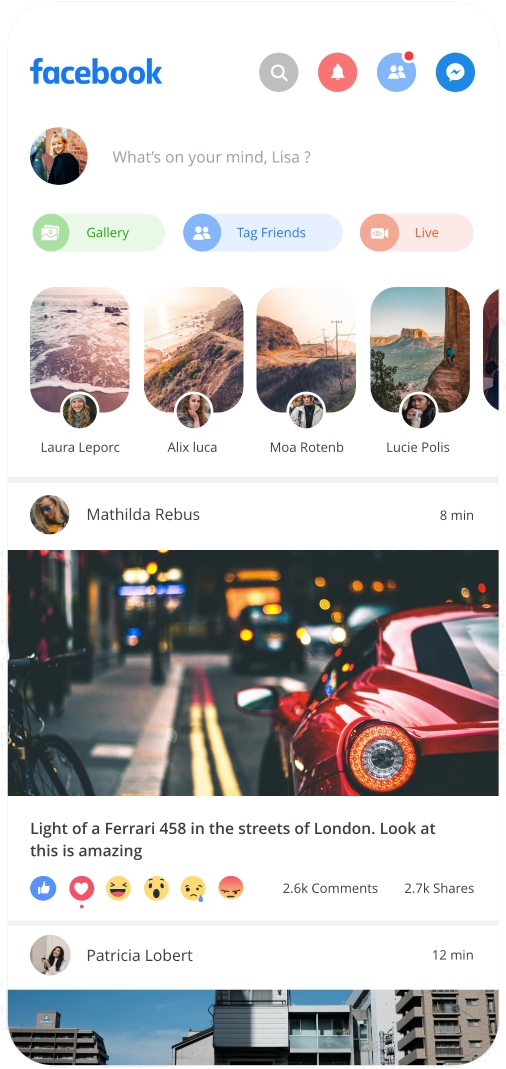 facebook
What's on your mind, Lisa ?
Gallery
Tag Friends
Live
Laura Leporc
Alix luca
Moa Rotenb
Lucie Polis
Mathilda Rebus
8 min
Light of a Ferrari 458 in the streets of London. Look at
this is amazing
2.6k Comments
2.7k Shares
Patricia Lobert
12 min